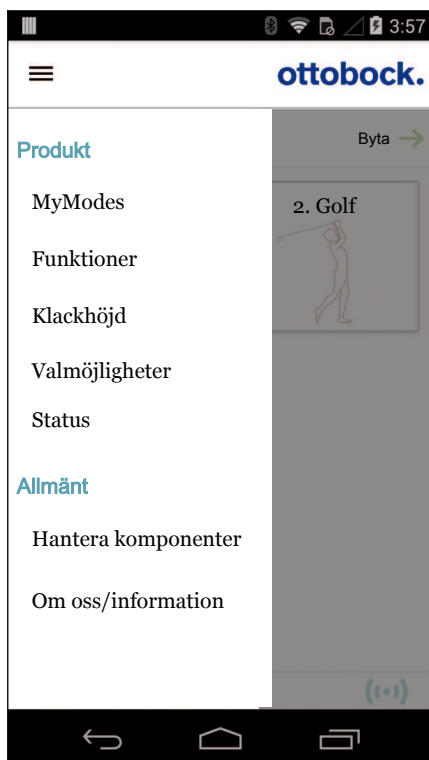 3:57
ottobock.
Produkt
Byta
MyModes
2. Golf
Funktioner
Klackhöjd
Valmöjligheter
Status
Allmänt
Hantera komponenter
Om oss/information